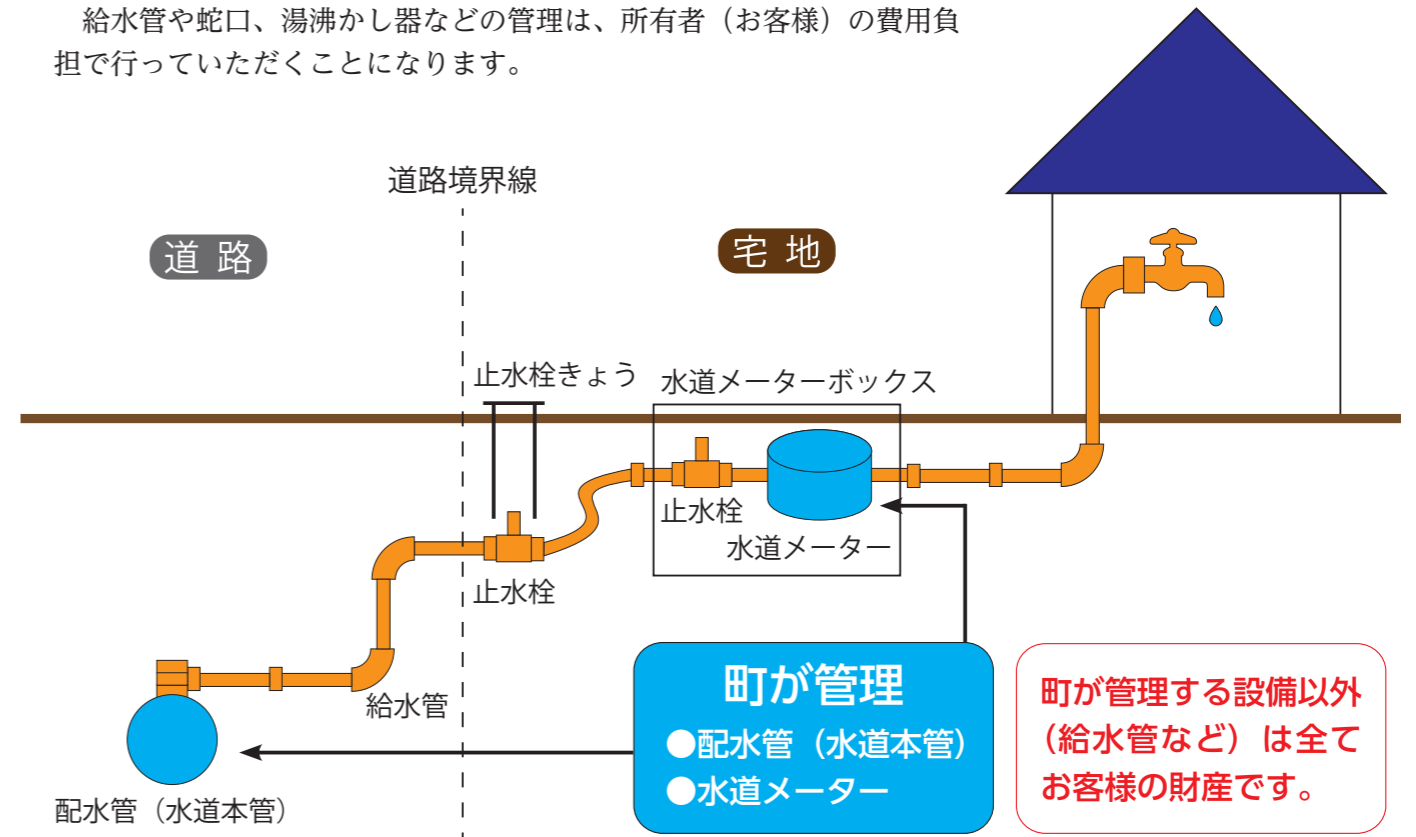 給水管や蛇口、湯沸かし器などの管理は、所有者（お客様）の費用負
担で行っていただくことになります。
道路境界線
道 路
宅 地
止水栓きょう
水道メーターボックス
止水栓
水道メーター
止水栓
給水管
配水管（水道本管）
町が管理
●配水管（水道本管）
●水道メーター
町が管理する設備以外
（給水管など）は全て
お客様の財産です。